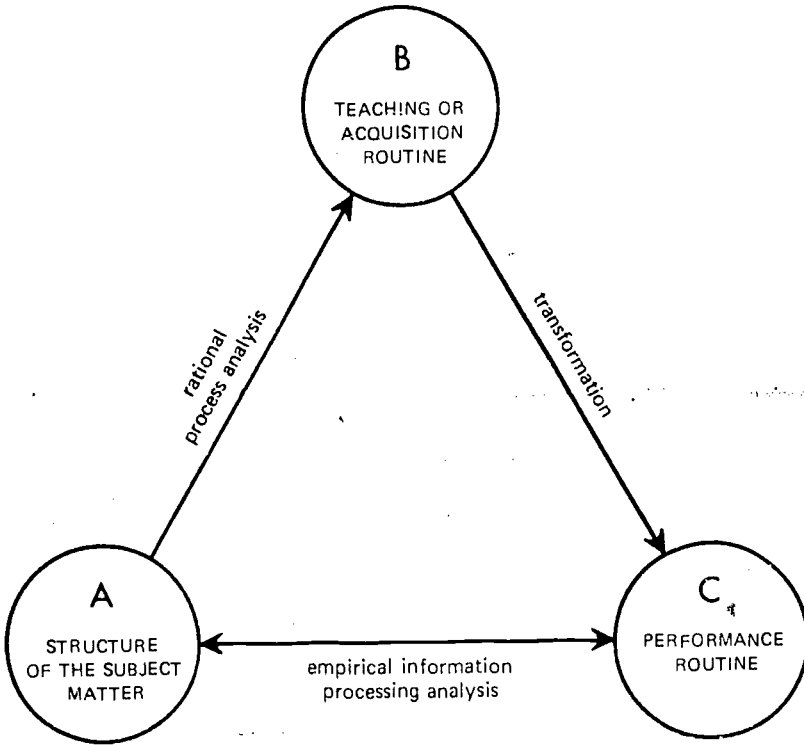 B
TEACHING OR
ACQUISITION
ROUTINE
rational
process analysis
transformation
A
STRUCTURE
OF THE SUBJECT
MATTER
empirical information
processing analysis
C
PERFORMANCE
ROUTINE